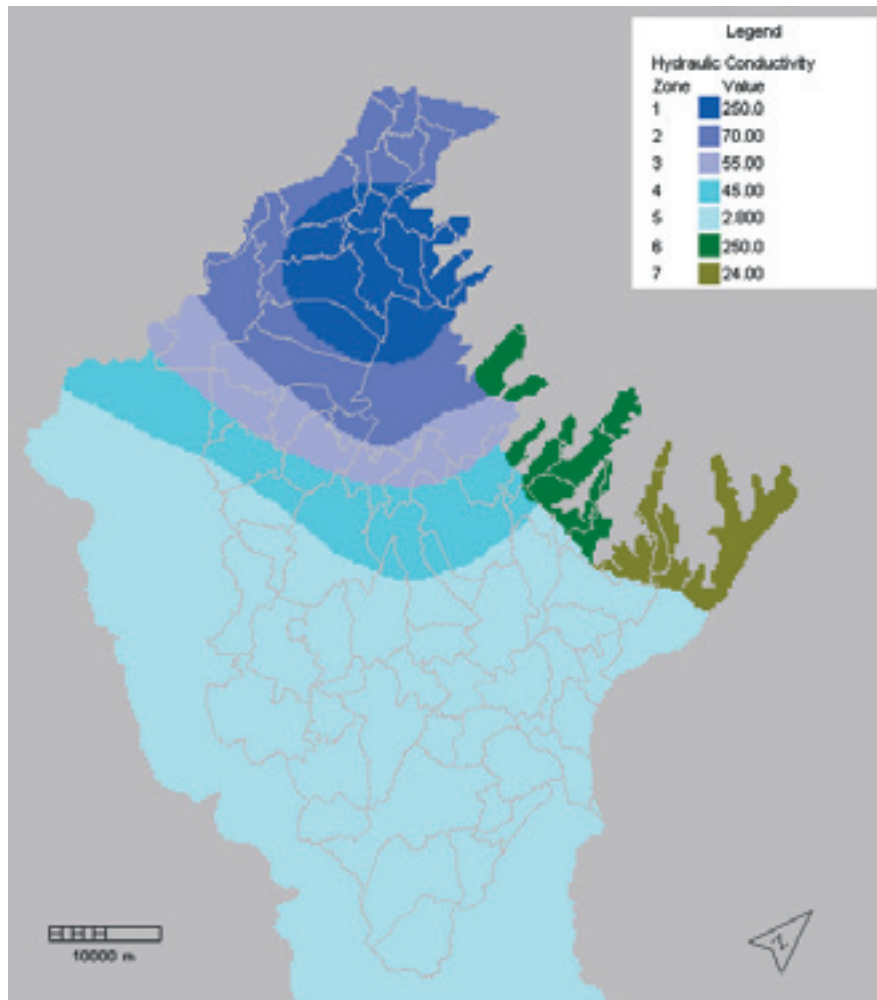 Legend
Hydraulic Conductivity
Zone Value
1 250.0
2 70.00
3 55.00
4 45.00
5 2.800
6 250.0
7 24.00
10000 m
N